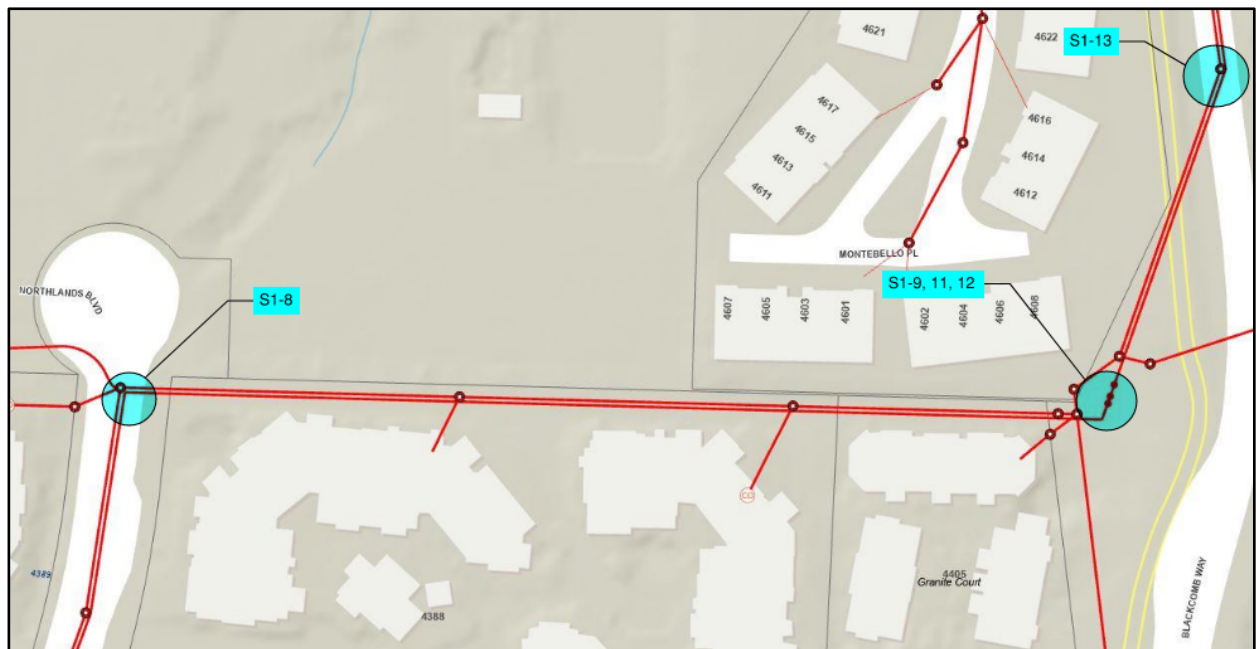 S1-13
4621
4622
4617
4615
4613
4611
4616
4614
4612
MONTEBELLO PL
S1-9, 11, 12
NORTHLANDS BLVD
S1-8
4607
4605
4603
4601
4602
4604
4606
4608
CO
4389
4388
4405
Granite Court
BLACKCOMB WAY